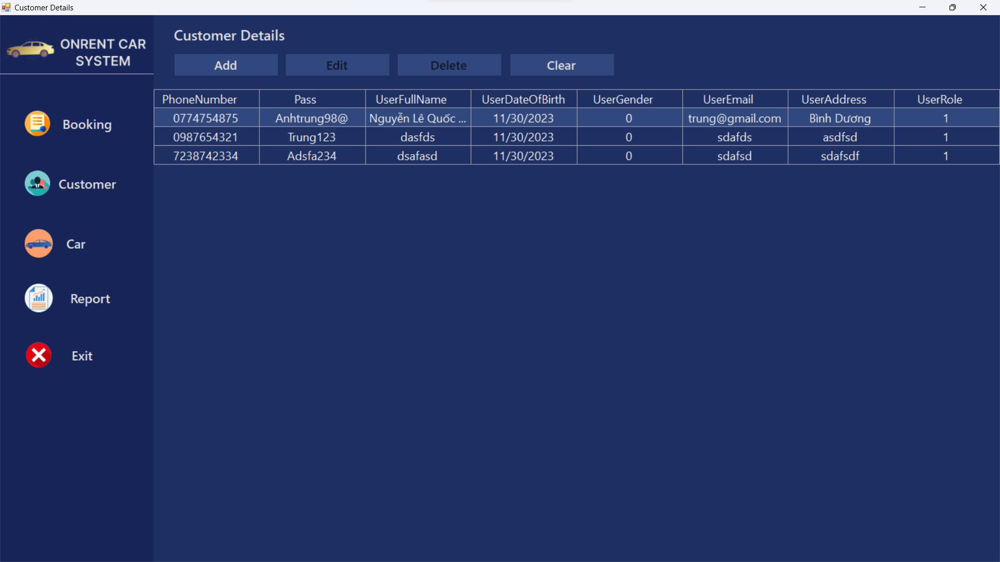 Customer Details
ONRENT CAR
SYSTEM
Customer Details
Add Edit Delete Clear
PhoneNumber Pass UserFullName UserDateOfBirth UserGender UserEmail UserAddress UserRole
0774754875 Anhtrung98@ Nguyễn Lê Quốc ... 11/30/2023 0 trung@gmail.com Bình Dương 1
0987654321 Trung123 dasfds 11/30/2023 0 sdafds asdfsd 1
7238742334 Adsfa234 dsafasd 11/30/2023 0 sdafsd sdafsdf 1
Booking
Customer
Car
Report
Exit